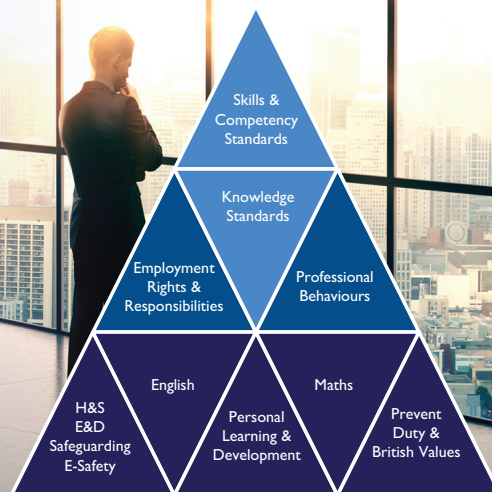 Skills &
Competency
Standards
Knowledge
Standards
Employment
Rights &
Responsibilities
Professional
Behaviours
H&S
E&D
Safeguarding
E-Safety
English
Personal
Learning &
Development
Maths
Prevent
Duty &
British Values